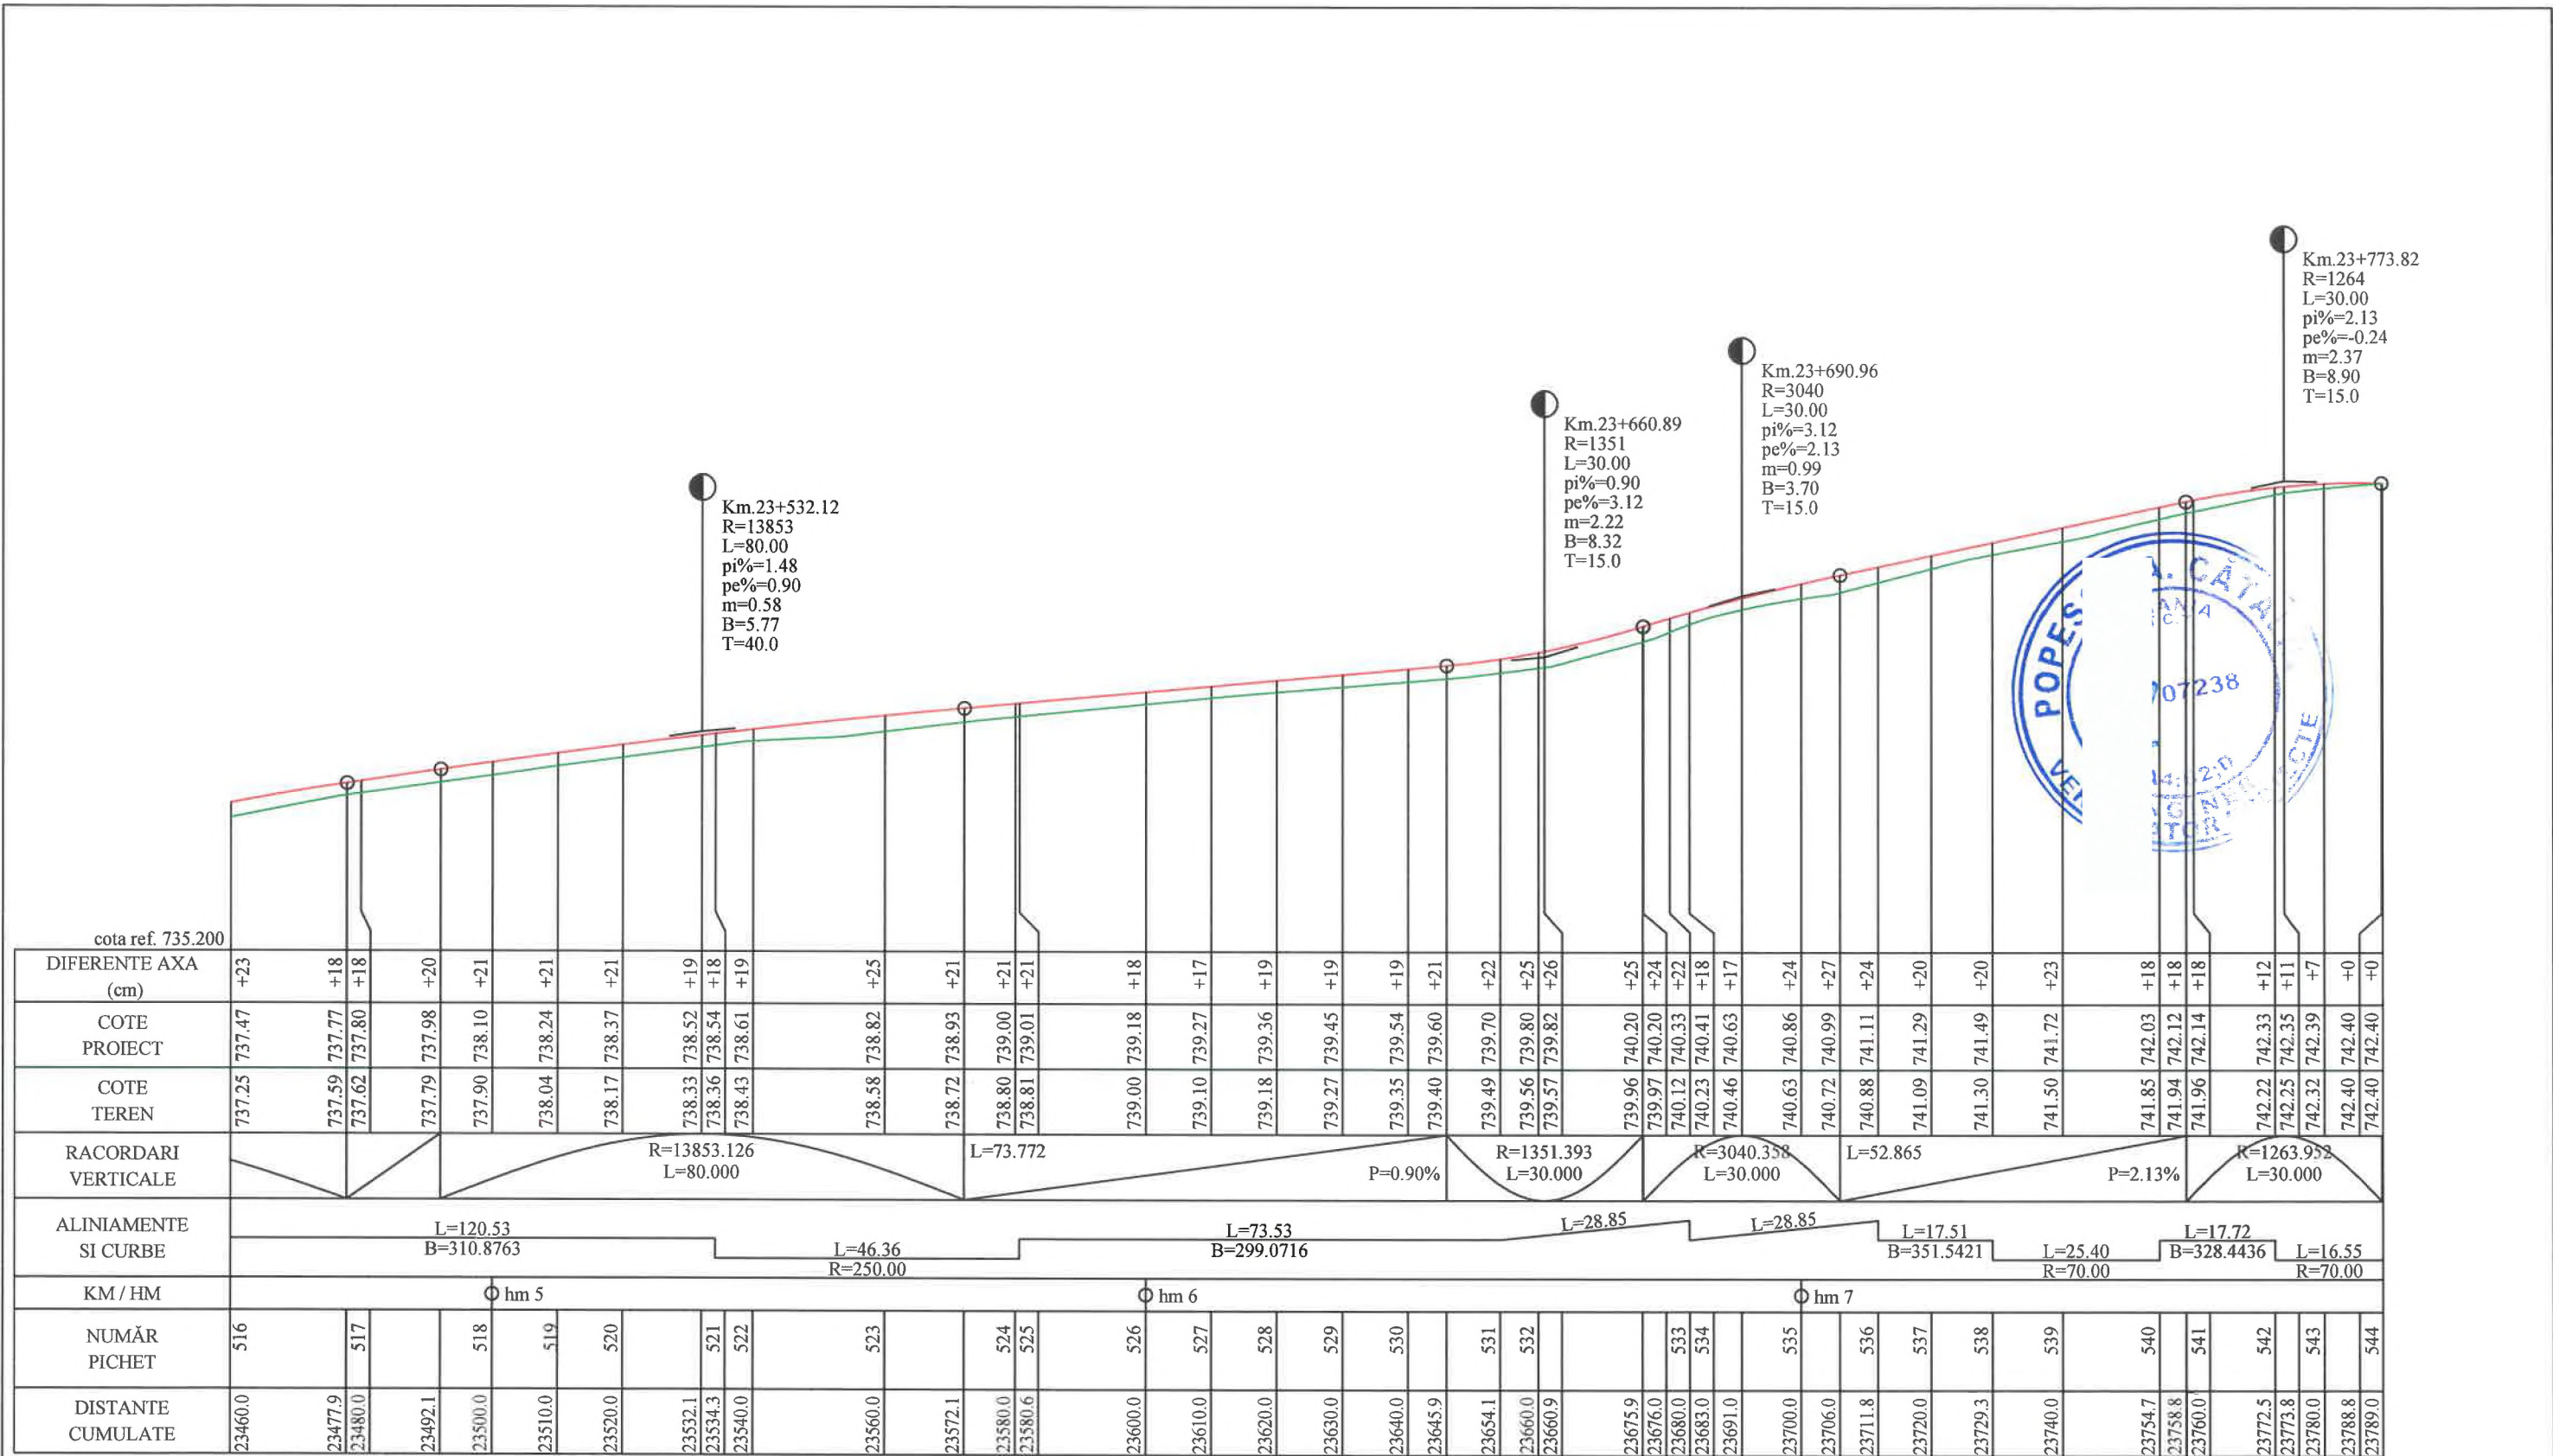 Km.23+773.82
R=1264
L=30.00
pi%=2.13
pe%=-0.24
m=2.37
B=8.90
T=15.0
Km.23+690.96
R=3040
L=30.00
pi%=3.12
pe%=2.13
m=0.99
B=3.70
T=15.0
Km.23+660.89
R=1351
L=30.00
pi%=0.90
pe%=3.12
m=2.22
B=8.32
T=15.0
Km.23+532.12
R=13853
L=80.00
pi%=1.48
pe%=0.90
m=0.58
B=5.77
T=40.0
07238
cota ref. 735.200
DIFERENTE AXA
(cm)
+23 +18 +18 +20 +21 +21 +21 +19 +18 +19 +25 +21 +21 +21 +18 +17 +19 +19 +19 +21 +22 +25 +26 +25 +24 +22 +18 +17 +24 +27 +24 +20 +20 +23 +18 +18 +18 +12 +11 +7 +0 +0
COTE
PROIECT
737.47 737.77 737.80 737.98 738.10 738.24 738.37 738.52 738.54 738.61 738.82 738.93 739.00 739.01 739.18 739.27 739.36 739.45 739.54 739.60 739.70 739.80 739.82 740.20 740.20 740.33 740.41 740.63 740.86 740.99 741.11 741.29 741.49 741.72 742.03 742.12 742.14 742.33 742.35 742.39 742.40 742.40
COTE
TEREN
737.25 737.59 737.62 737.79 737.90 738.04 738.17 738.33 738.36 738.43 738.58 738.72 738.80 738.81 739.00 739.10 739.18 739.27 739.35 739.40 739.49 739.56 739.57 739.96 739.97 740.12 740.23 740.46 740.63 740.72 740.88 741.09 741.30 741.50 741.85 741.94 741.96 742.22 742.25 742.32 742.40 742.40
RACORDARI
VERTICALE
R=13853.126
L=80.000
L=73.772
P=0.90%
R=1351.393
L=30.000
R=3040.358
L=30.000
L=52.865
P=2.13%
R=1263.952
L=30.000
ALINIAMENTE
SI CURBE
L=120.53
B=310.8763
L=46.36
R=250.00
L=73.53
B=299.0716
L=28.85
L=28.85
L=17.51
B=351.5421
L=25.40
R=70.00
L=17.72
B=328.4436
L=16.55
R=70.00
KM / HM
hm 5
hm 6
hm 7
NUMĂR
PICHET
516 517 518 519 520 521 522 523 524 525 526 527 528 529 530 531 532 533 534 535 536 537 538 539 540 541 542 543 544
DISTANTE
CUMULATE
23460.0 23477.9 23480.0 23492.1 23500.0 23510.0 23520.0 23532.1 23534.3 23540.0 23560.0 23572.1 23580.0 23580.6 23600.0 23610.0 23620.0 23630.0 23640.0 23645.9 23654.1 23660.0 23660.9 23675.9 23676.0 23680.0 23683.0 23691.0 23700.0 23706.0 23711.8 23720.0 23729.3 23740.0 23754.7 23758.8 23760.0 23772.5 23773.8 23780.0 23788.8 23789.0